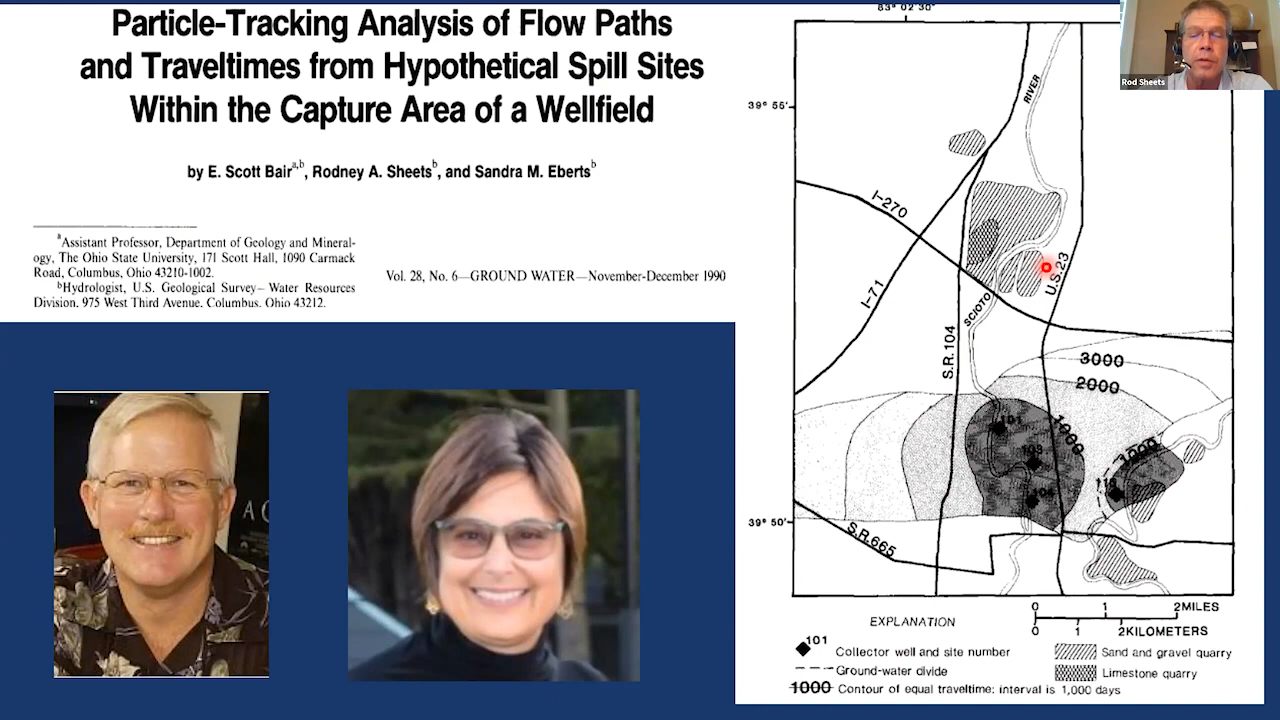 Particle-Tracking Analysis of Flow Paths
and Traveltimes from Hypothetical Spill Sites
Within the Capture Area of a Wellfield
by E. Scott Bair a,b, Rodney A. Sheets b, and Sandra M. Eberts b
a Assistant Professor, Department of Geology and Mineral-
ogy, The Ohio State University, 171 Scott Hall, 1090 Carmack
Road, Columbus, Ohio 43210-1002.
b Hydrologist, U.S. Geological Survey–Water Resources
Division. 975 West Third Avenue. Columbus. Ohio 43212.
Vol. 28, No. 6—GROUND WATER—November-December 1990
AC
83° 02' 30"
Rod Sheets
39° 55'
RIVER
I-270
U.S.23
I-71
SCIOTO
S.R.104
3000
2000
101
1000
1000
39° 50'
S.R.665
0 1 2MILES
0 1 2KILOMETERS
EXPLANATION
101 Collector well and site number
Ground-water divide
1000 Contour of equal traveltime; interval is 1,000 days
Sand and gravel quarry
Limestone quarry